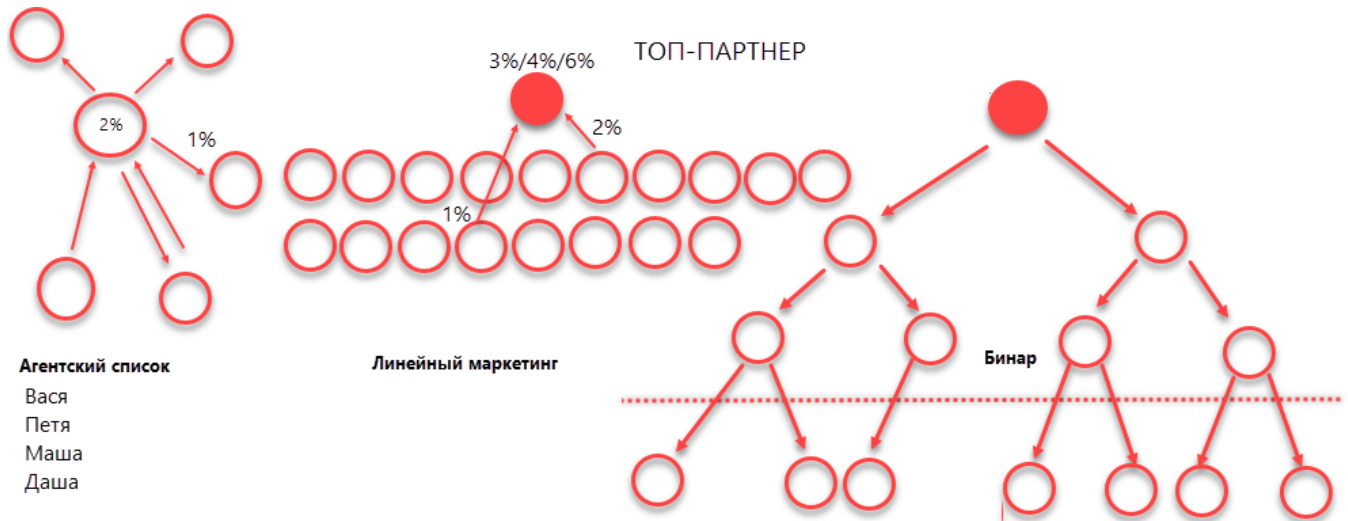 ТОП-ПАРТНЕР
3%/4%/6%
2%
1%
2%
1%
Агентский список
Вася
Петя
Маша
Даша
Линейный маркетинг
Бинар